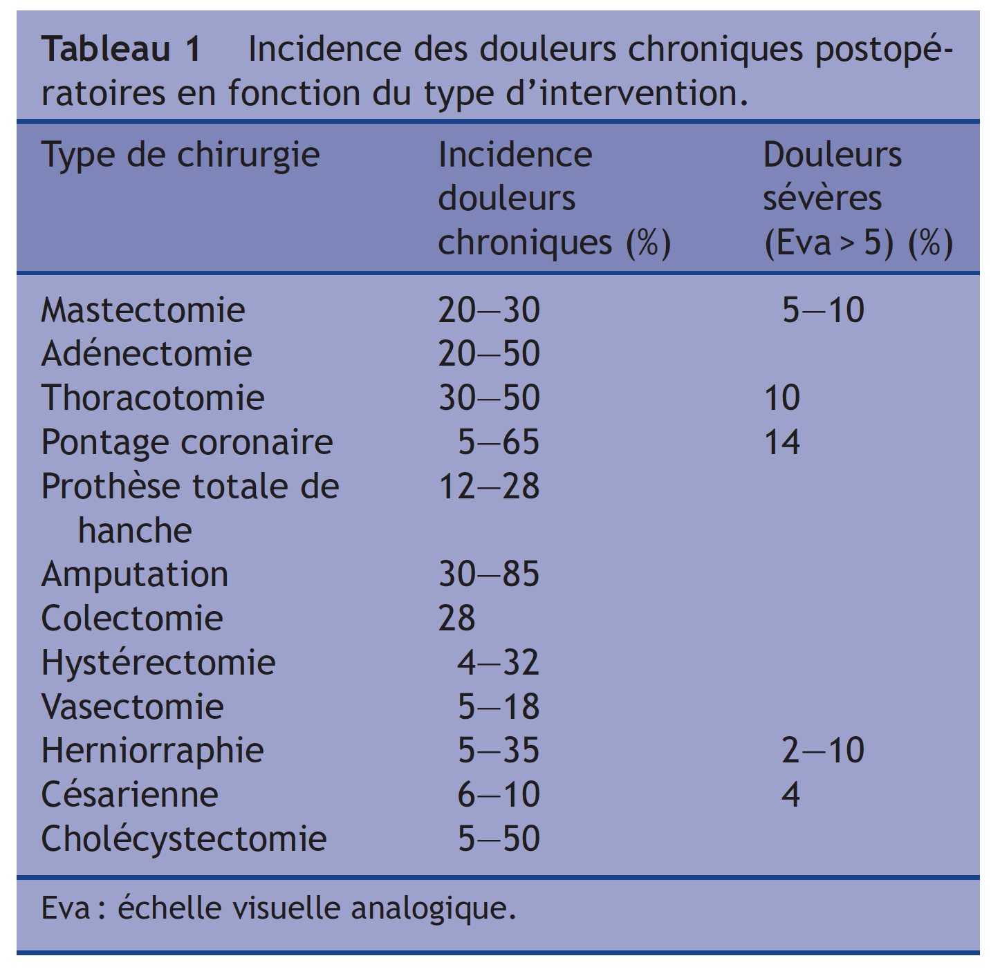 Tableau 1 Incidence des douleurs chroniques postopé-
ratoires en fonction du type d’intervention.
Type de chirurgie Incidence douleurs chroniques (%) Douleurs sévères (Eva > 5) (%)
Mastectomie 20—30 5—10
Adénectomie 20—50
Thoracotomie 30—50 10
Pontage coronaire 5—65 14
Prothèse totale de 12—28
hanche
Amputation 30—85
Colectomie 28
Hystérectomie 4—32
Vasectomie 5—18
Herniorraphie 5—35 2—10
Césarienne 6—10 4
Cholécystectomie 5—50
Eva : échelle visuelle analogique.